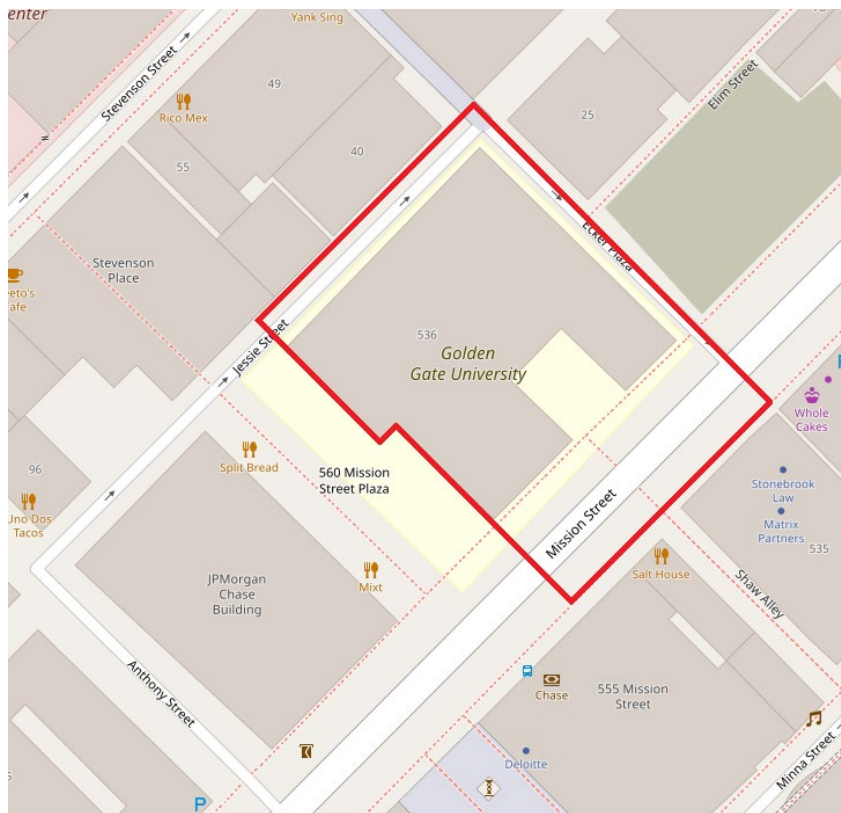 enter
Yank Sing
Stevenson Street
49
Rico Mex
Elim Street
25
40
55
Ecker Plaza
Stevenson
Place
eeto's
afe
536
Jessie Street
Golden
Gate University
Whole
Cakes
Split Bread
560 Mission
Street Plaza
96
Stonebrook
Law
Uno Dos
Tacos
Matrix
Partners
Mission Street
535
JPMorgan
Chase
Building
Mixt
Salt House
Shaw Alley
Anthony Street
Chase
555 Mission
Street
Deloitte
Minna Street
P